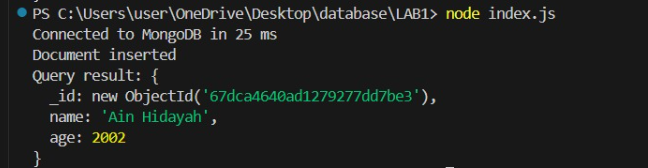 PS C:\Users\user\OneDrive\Desktop\database\LAB1> node index.js
Connected to MongoDB in 25 ms
Document inserted
Query result: {
  _id: new ObjectId('67dca4640ad1279277dd7be3'),
  name: 'Ain Hidayah',
  age: 2002
}